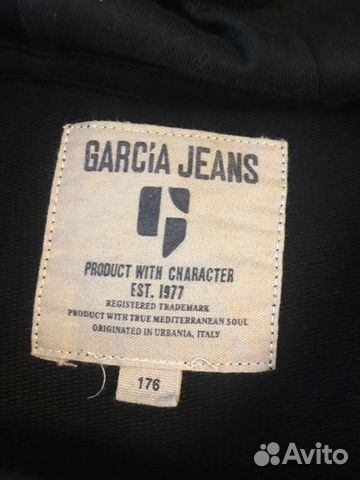 GARCIA JEANS
PRODUCT WITH CHARACTER
EST. 1977
REGISTERED TRADEMARK
PRODUCT WITH TRUE MEDITERRANEAN SOUL
ORIGINATED IN URBANIA, ITALY
176
Avito